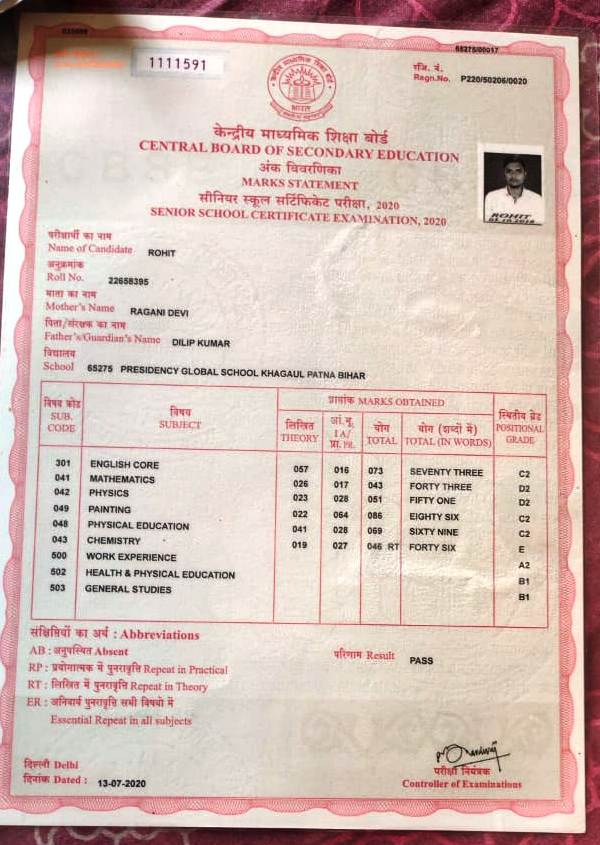 035099
65275/00017
1111591
रजि. नं.
Regn.No. P220/50206/0020
केन्द्रीय माध्यमिक शिक्षा बोर्ड
भारत
केन्द्रीय माध्यमिक शिक्षा बोर्ड
CENTRAL BOARD OF SECONDARY EDUCATION
अंक विवरणिका
MARKS STATEMENT
सीनियर स्कूल सर्टिफिकेट परीक्षा, 2020
SENIOR SCHOOL CERTIFICATE EXAMINATION, 2020
ROHIT
परीक्षार्थी का नाम
Name of Candidate ROHIT
अनुक्रमांक
Roll No. 22658395
माता का नाम
Mother's Name RAGANI DEVI
पिता/संरक्षक का नाम
Father's/Guardian's Name DILIP KUMAR
विद्यालय
School 65275 PRESIDENCY GLOBAL SCHOOL KHAGAUL PATNA BIHAR
विषय कोड विषय प्राप्तांक MARKS OBTAINED स्थितीय ग्रेड
SUB. CODE SUBJECT लिखित THEORY आं.मू. IA/ प्रा. PR. योग TOTAL योग (शब्दों में) TOTAL (IN WORDS) POSITIONAL GRADE
301 ENGLISH CORE 057 016 073 SEVENTY THREE C2
041 MATHEMATICS 026 017 043 FORTY THREE D2
042 PHYSICS 023 028 051 FIFTY ONE D2
049 PAINTING 022 064 086 EIGHTY SIX C2
048 PHYSICAL EDUCATION 041 028 069 SIXTY NINE C2
043 CHEMISTRY 019 027 046 RT FORTY SIX E
500 WORK EXPERIENCE A2
502 HEALTH & PHYSICAL EDUCATION B1
503 GENERAL STUDIES B1
संक्षिप्तियों का अर्थ : Abbreviations
AB : अनुपस्थित Absent
परिणाम Result PASS
RP : प्रयोगात्मक में पुनरावृत्ति Repeat in Practical
RT : लिखित में पुनरावृत्ति Repeat in Theory
ER : अनिवार्य पुनरावृत्ति सभी विषयों में
Essential Repeat in all subjects
दिल्ली Delhi
दिनांक Dated : 13-07-2020
परीक्षा नियंत्रक
Controller of Examinations